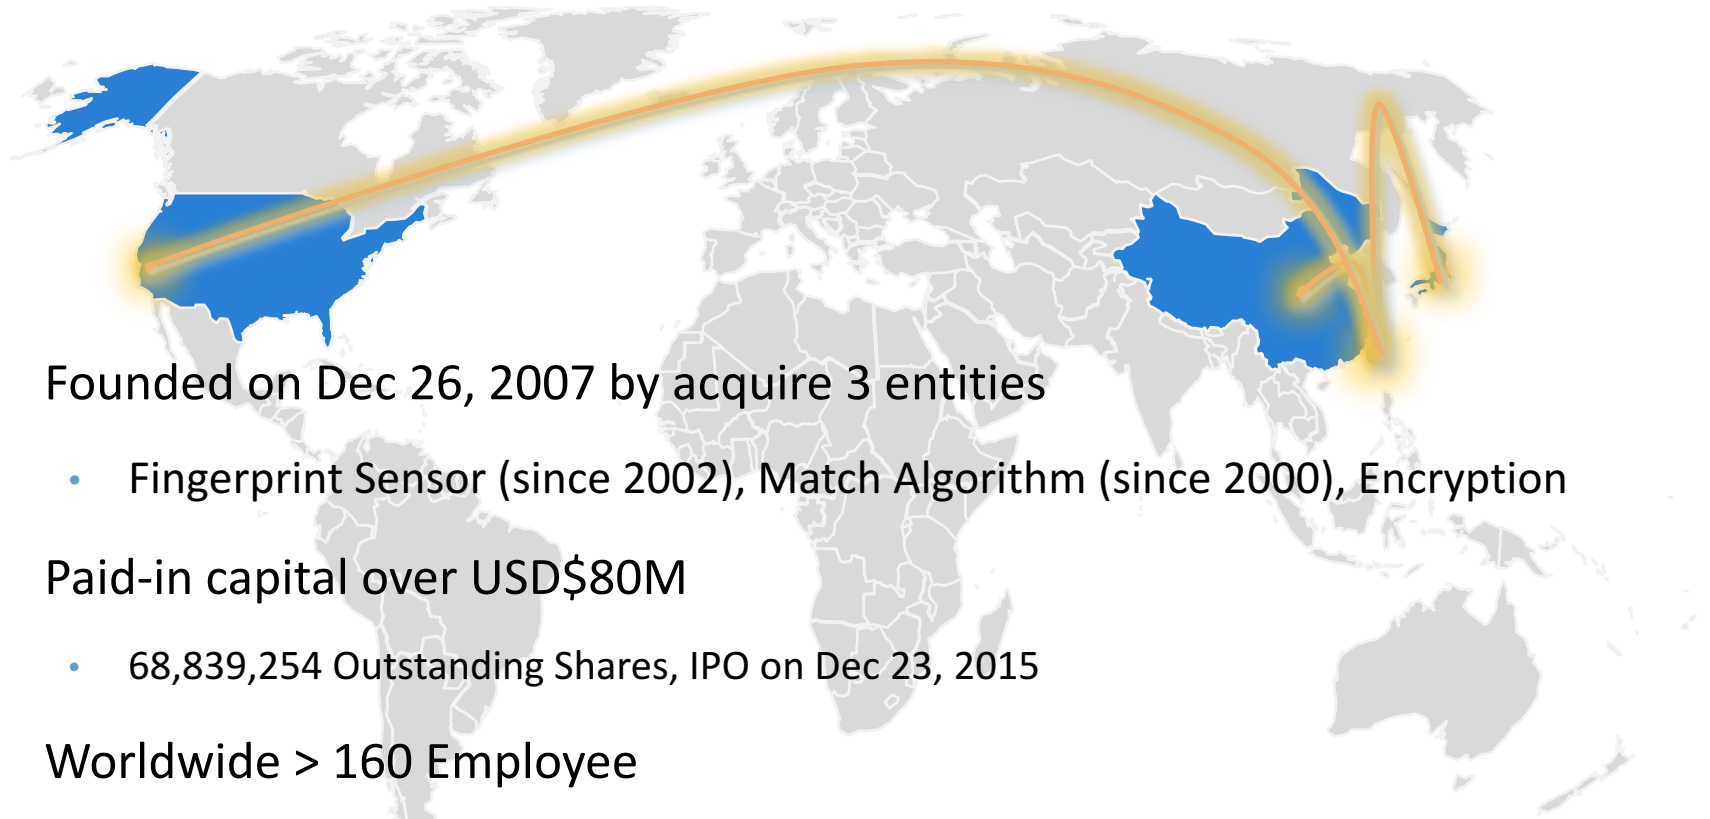 Founded on Dec 26, 2007 by acquire 3 entities
• Fingerprint Sensor (since 2002), Match Algorithm (since 2000), Encryption
Paid-in capital over USD$80M
• 68,839,254 Outstanding Shares, IPO on Dec 23, 2015
Worldwide > 160 Employee